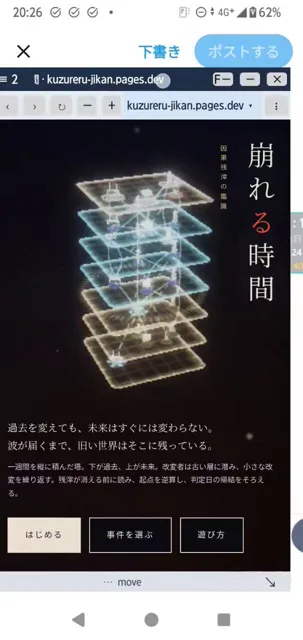 20:26
4G+
62%
下書き
ポストする
2
kuzureru-jikan.pages.dev
F
kuzureru-jikan.pages.dev
崩れる時間
因果残滓の鑑識
24
過去を変えても、未来はすぐには変わらない。
波が届くまで、旧い世界はそこに残っている。
一週間を縦に積んだ塔。下が過去、上が未来。改変者は古い層に潜み、小さな改
変を繰り返す。残滓が消える前に読み、起点を逆算し、判定日の帰結をそろえ
る。
はじめる
事件を選ぶ
遊び方
move